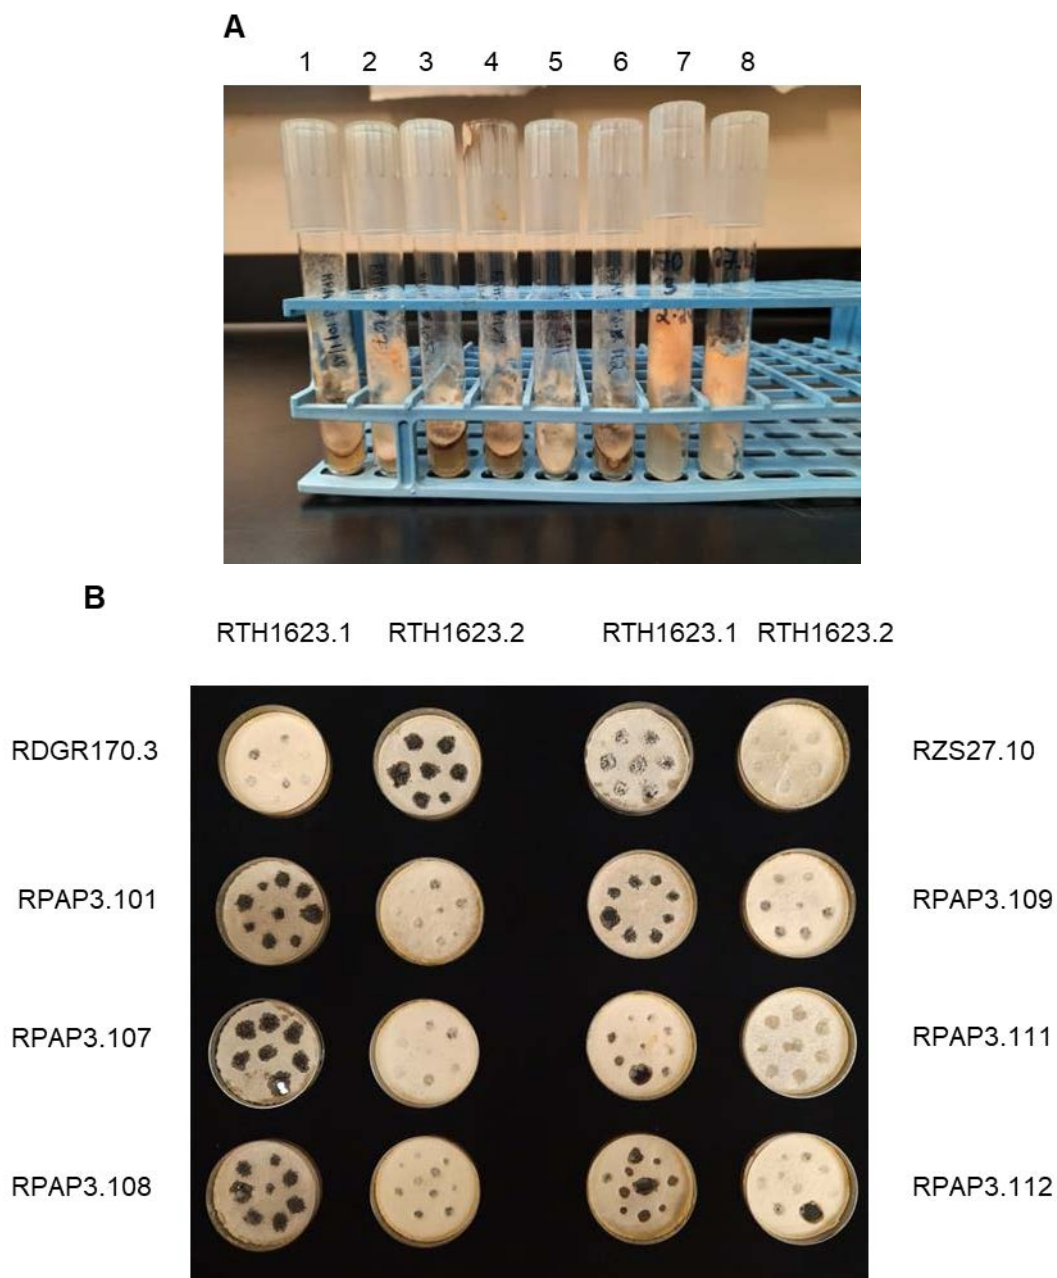 A
1 2 3 4 5 6 7 8
B
RTH1623.1 RTH1623.2 RTH1623.1 RTH1623.2
RDGR170.3 RZS27.10
RPAP3.101 RPAP3.109
RPAP3.107 RPAP3.111
RPAP3.108 RPAP3.112